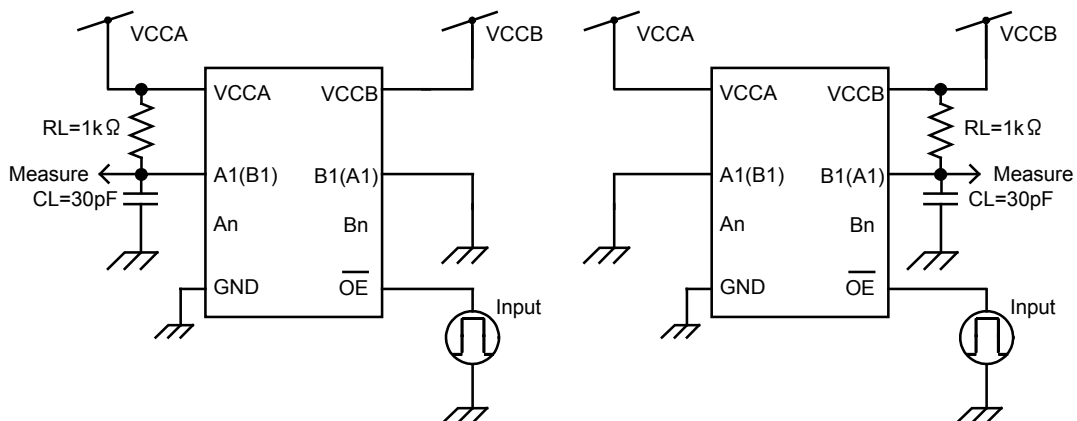 VCCA
VCCB
VCCA
VCCB
RL=1kΩ
Measure
CL=30pF
VCCA
VCCB
A1(B1)
B1(A1)
An
Bn
GND
OE
Input
VCCA
VCCB
A1(B1)
B1(A1)
An
Bn
GND
OE
RL=1kΩ
Measure
CL=30pF
Input